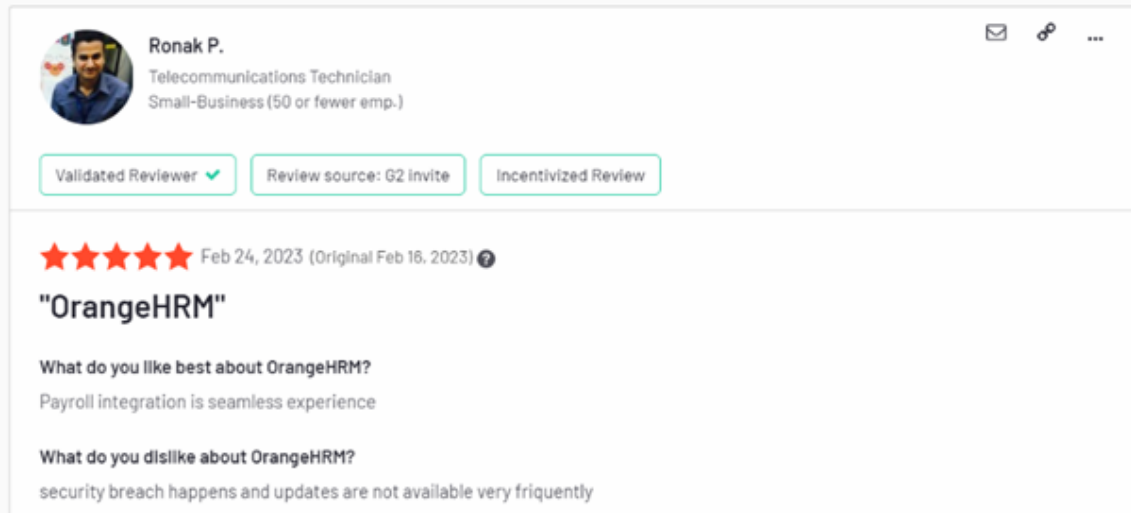 Ronak P.
Telecommunications Technician
Small-Business (50 or fewer emp.)
Validated Reviewer
Review source: G2 invite
Incentivized Review
Feb 24, 2023 (Original Feb 16, 2023)
"OrangeHRM"
What do you like best about OrangeHRM?
Payroll integration is seamless experience
What do you dislike about OrangeHRM?
security breach happens and updates are not available very friquently